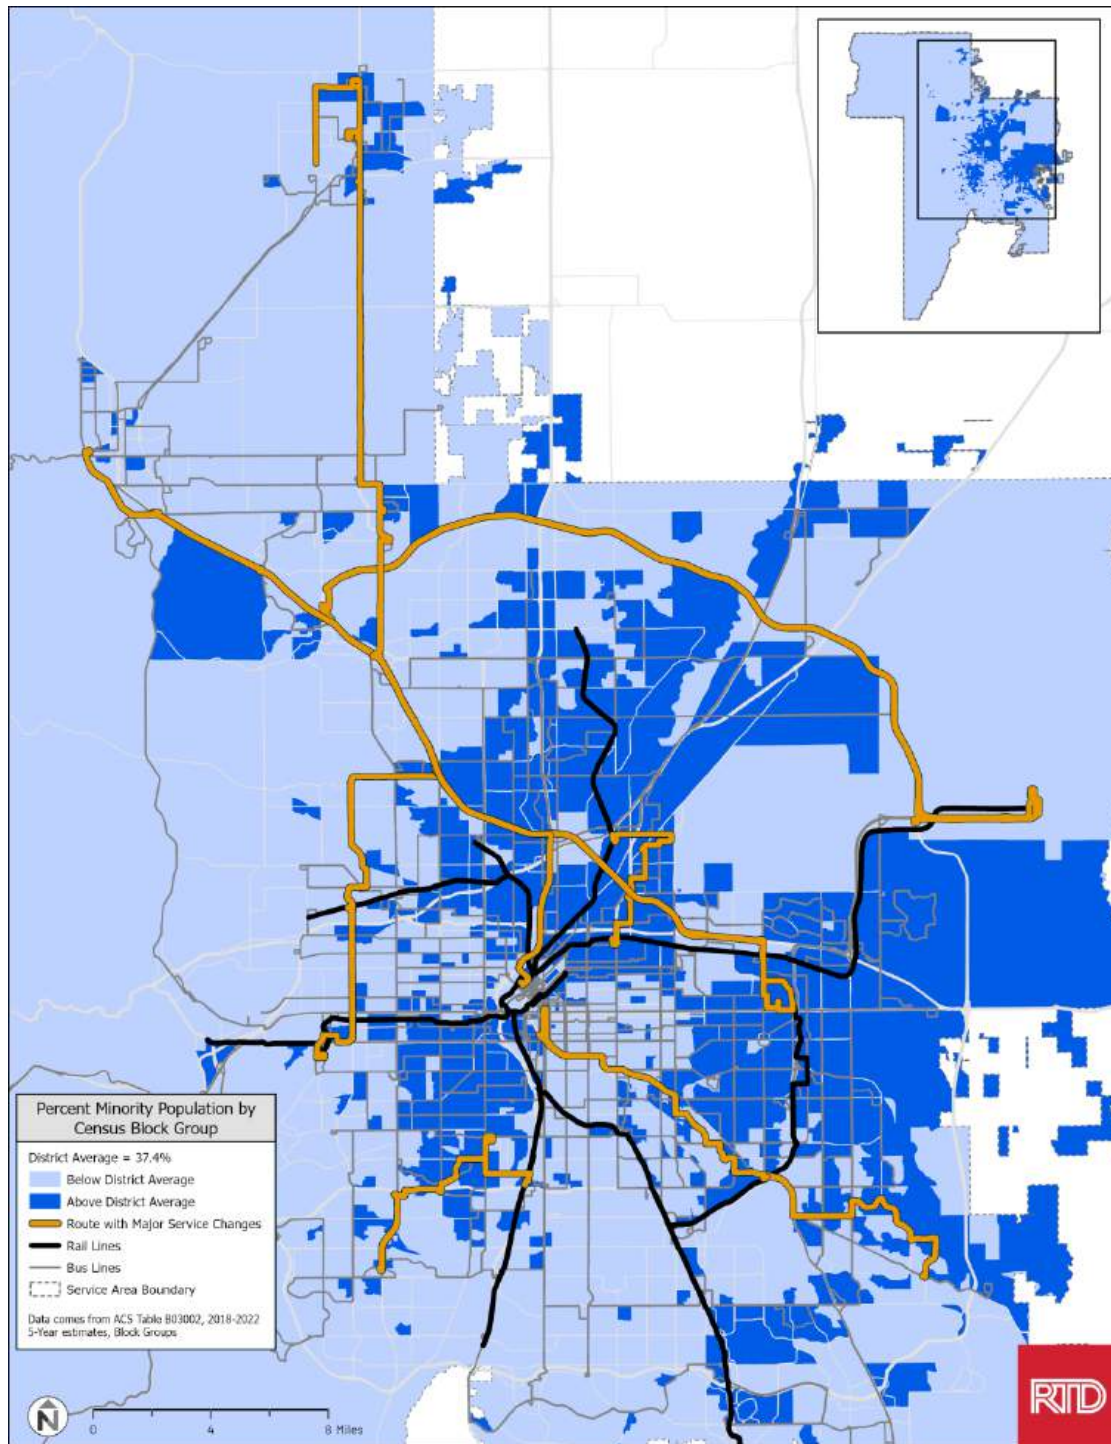 Percent Minority Population by
Census Block Group
District Average = 37.4%
Below District Average
Above District Average
Route with Major Service Changes
Rail Lines
Bus Lines
Service Area Boundary
Data comes from ACS Table B03002, 2018-2022
5-Year estimates, Block Groups
N
0 4 8 Miles
RTD